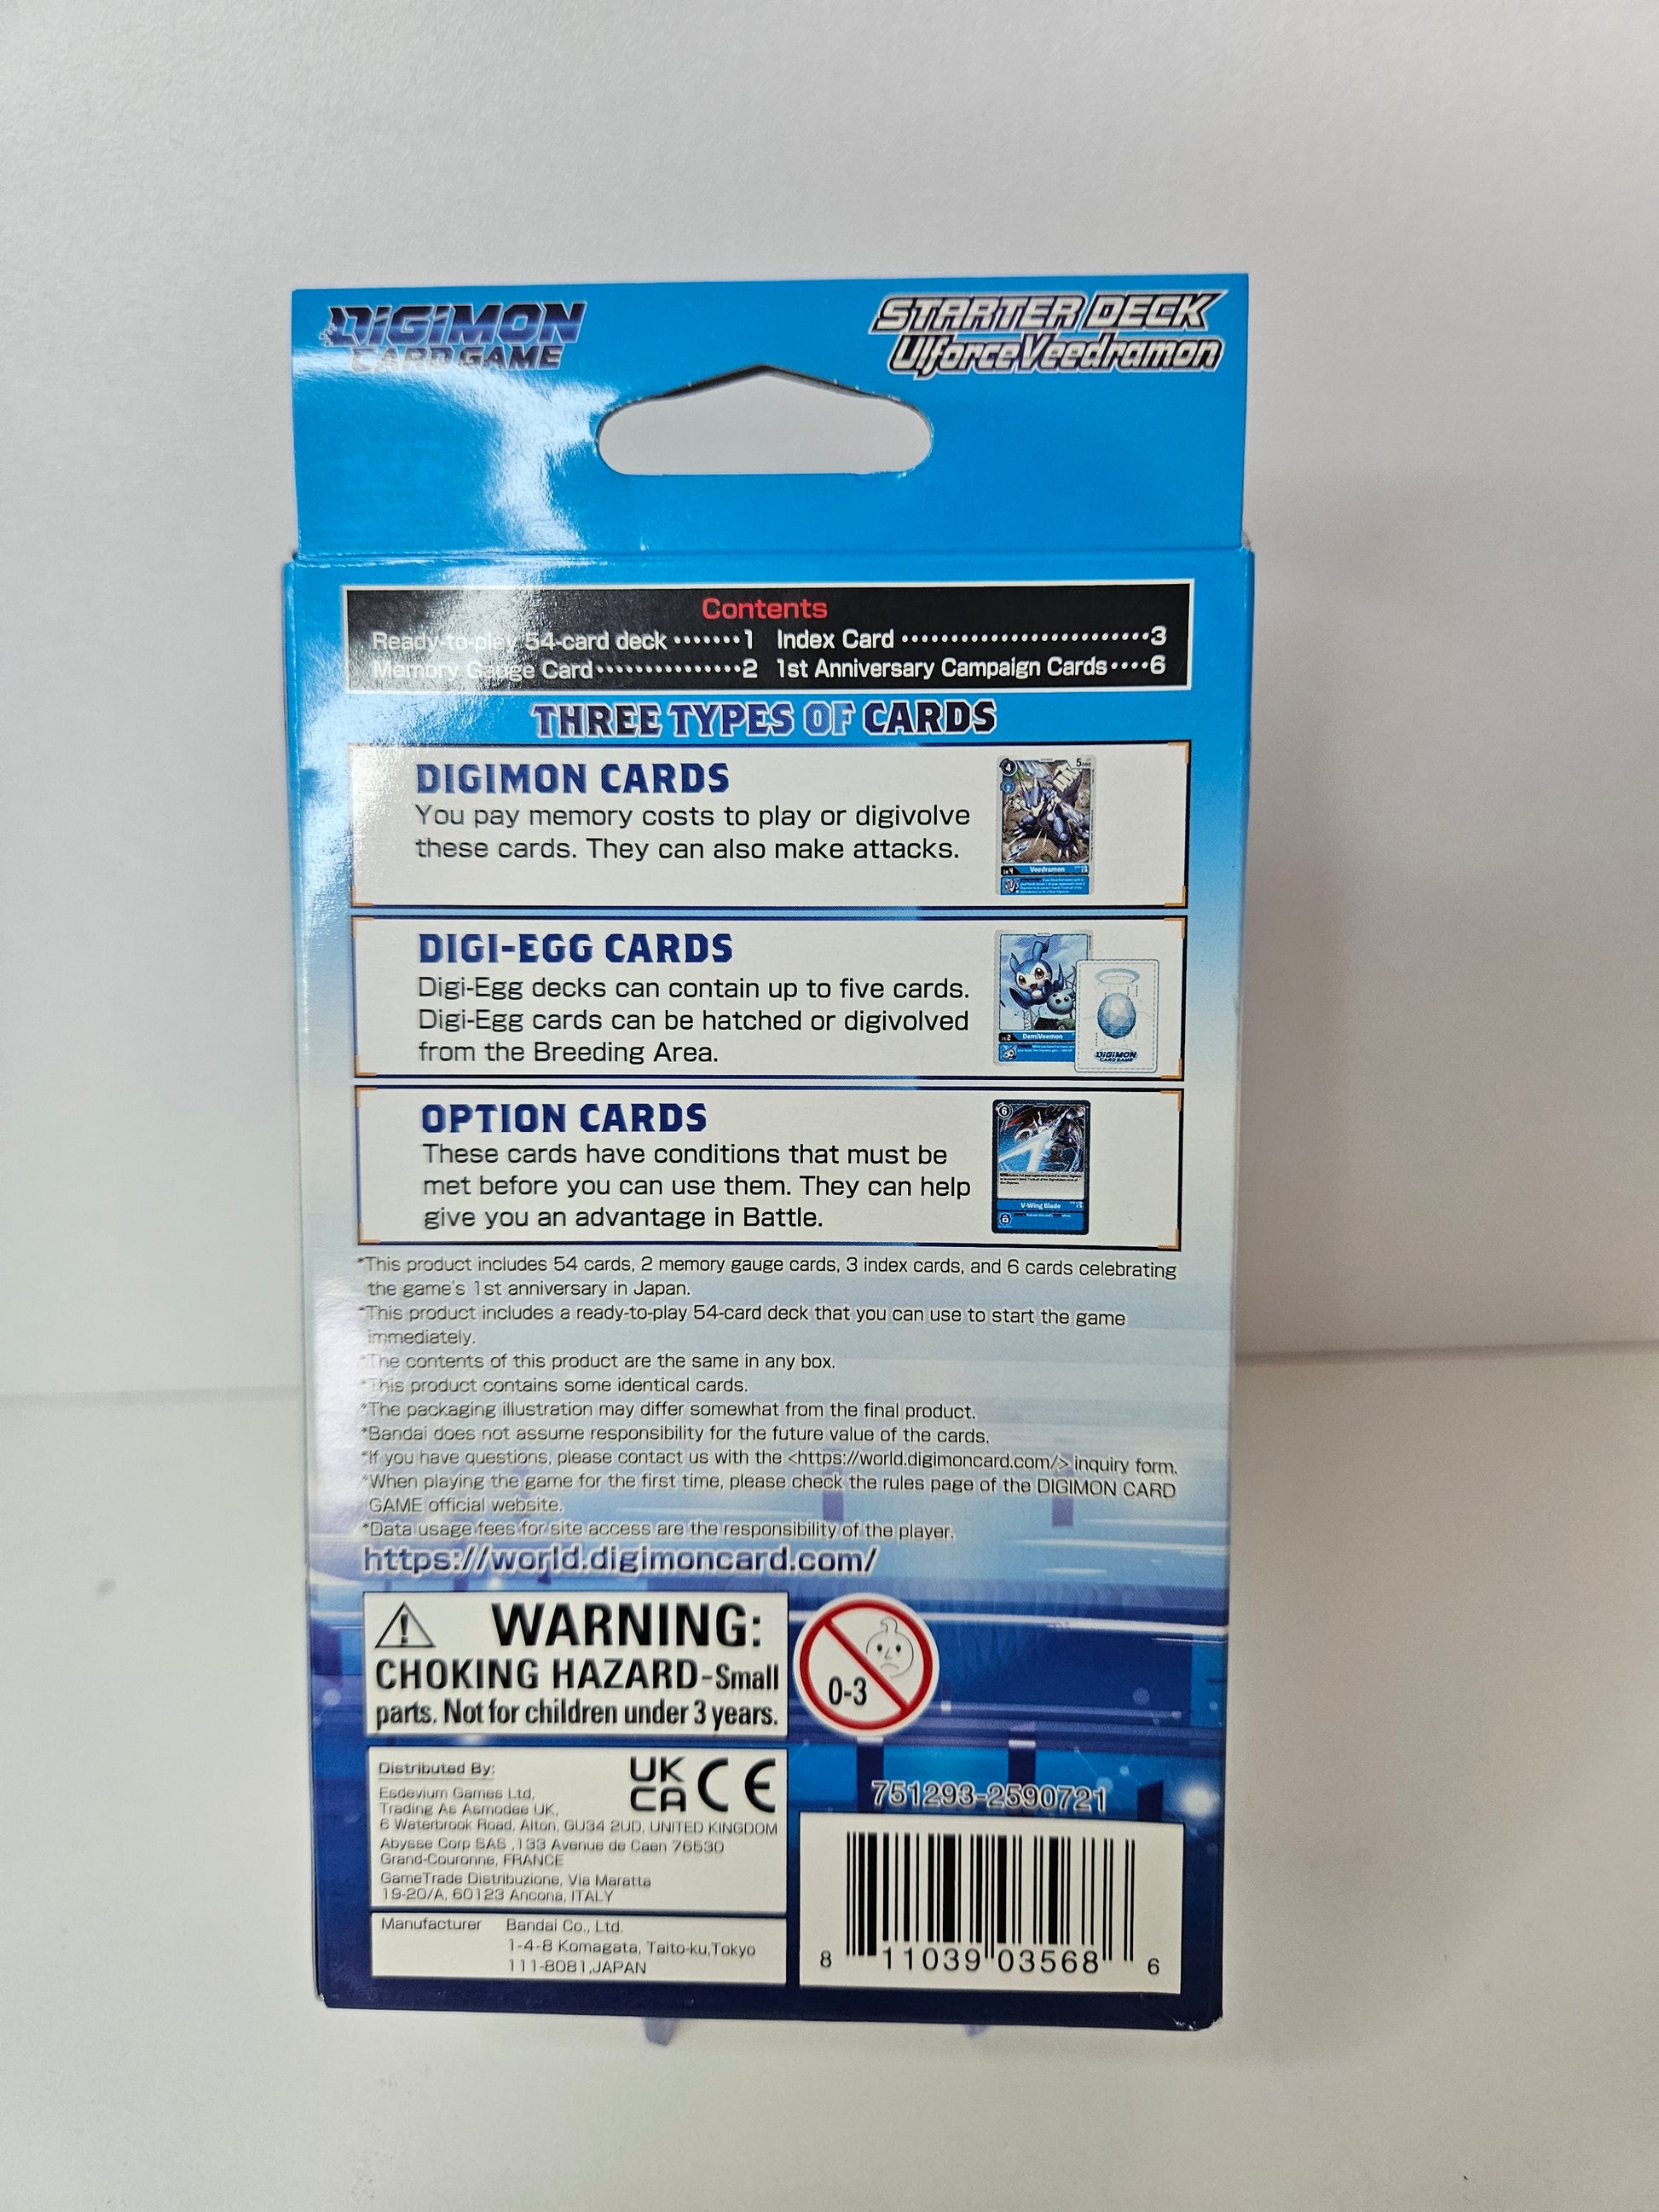 DIGIMON
CARD GAME
STARTER DECK
UlforceVeedramon
Contents
Ready-to-play 54-card deck ·······1 Index Card ··························3
Memory Gauge Card···············2 1st Anniversary Campaign Cards····6
THREE TYPES OF CARDS
DIGIMON CARDS
You pay memory costs to play or digivolve
these cards. They can also make attacks.
4
5000
Lv.4 Veedramon
DIGI-EGG CARDS
Digi-Egg decks can contain up to five cards.
Digi-Egg cards can be hatched or digivolved
from the Breeding Area.
Lv.2 DemiVeemon
DIGIMON
CARD GAME
OPTION CARDS
These cards have conditions that must be
met before you can use them. They can help
give you an advantage in Battle.
6
V-Wing Blade
*This product includes 54 cards, 2 memory gauge cards, 3 index cards, and 6 cards celebrating
the game's 1st anniversary in Japan.
*This product includes a ready-to-play 54-card deck that you can use to start the game
immediately.
*The contents of this product are the same in any box.
*This product contains some identical cards.
*The packaging illustration may differ somewhat from the final product.
*Bandai does not assume responsibility for the future value of the cards.
*If you have questions, please contact us with the <https://world.digimoncard.com/> inquiry form.
*When playing the game for the first time, please check the rules page of the DIGIMON CARD
GAME official website.
*Data usage fees for site access are the responsibility of the player.
https://world.digimoncard.com/
WARNING:
CHOKING HAZARD-Small
parts. Not for children under 3 years.
0-3
Distributed By:
Esdevium Games Ltd,
Trading As Asmodee UK,
6 Waterbrook Road, Alton, GU34 2UD, UNITED KINGDOM
Abysse Corp SAS ,133 Avenue de Caen 76530
Grand-Couronne, FRANCE
GameTrade Distribuzione, Via Maratta
19-20/A, 60123 Ancona, ITALY
UK
CA CE
Manufacturer Bandai Co., Ltd.
1-4-8 Komagata, Taito-ku,Tokyo
111-8081,JAPAN
751293-2590721
8 11039 03568 6